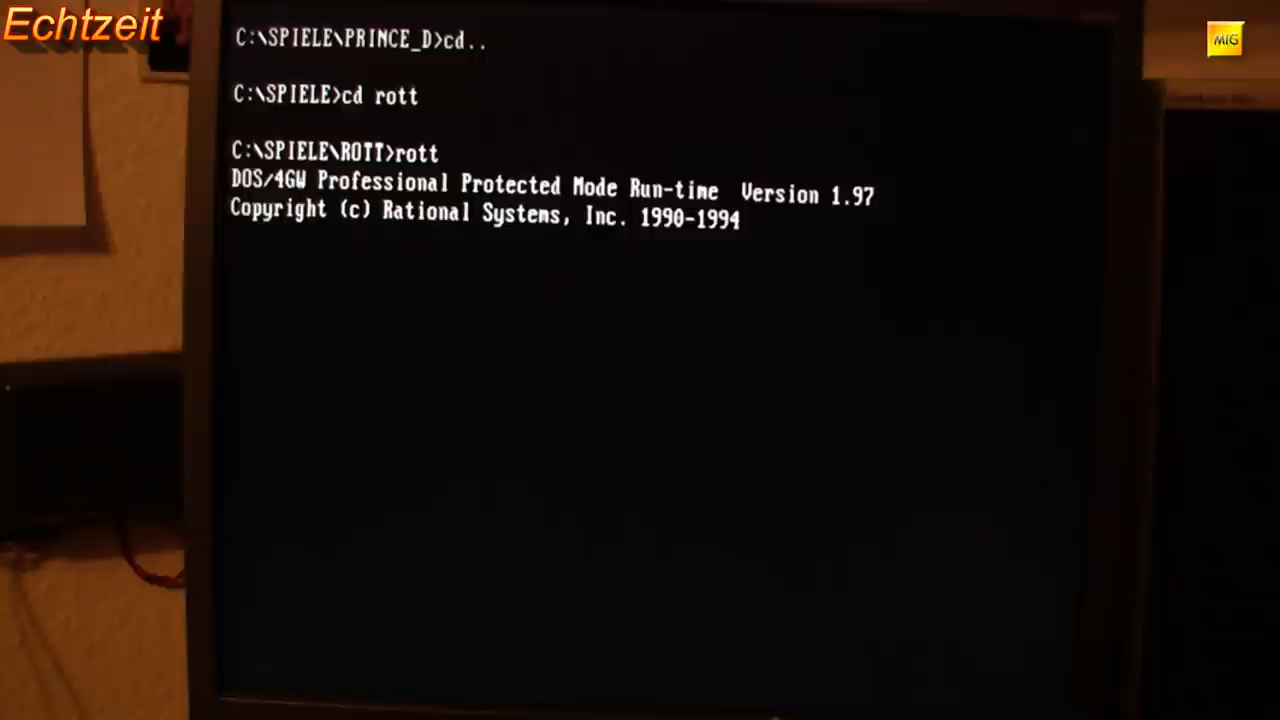 Echtzeit
MIG
C:\SPIELE\PRINCE_D>cd..
C:\SPIELE>cd rott
C:\SPIELE\ROTT>rott
DOS/4GW Professional Protected Mode Run-time  Version 1.97
Copyright (c) Rational Systems, Inc. 1990-1994